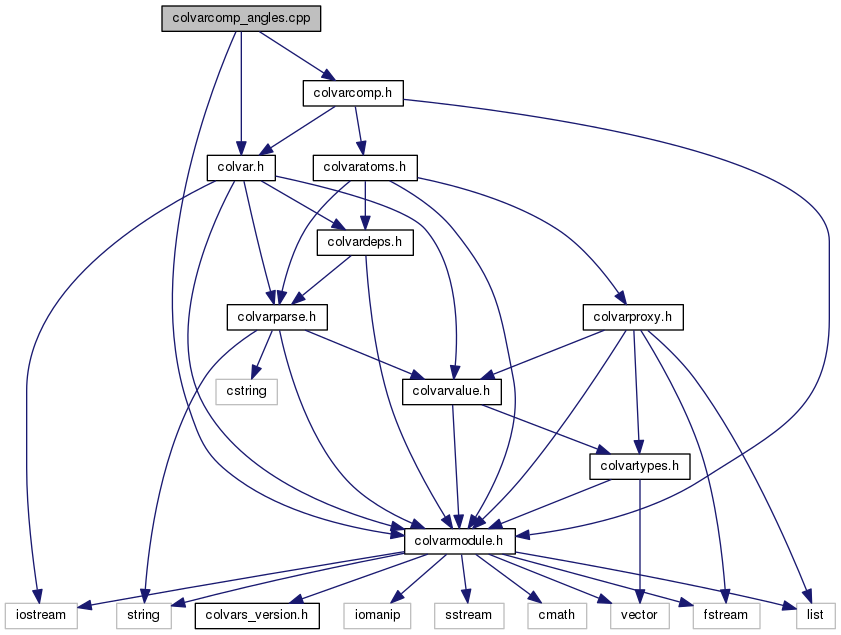 colvarcomp_angles.cpp
colvarcomp.h
colvar.h
colvaratoms.h
colvardeps.h
colvarparse.h
colvarproxy.h
cstring
colvarvalue.h
colvartypes.h
colvarmodule.h
iostream
string
colvars_version.h
iomanip
sstream
cmath
vector
fstream
list